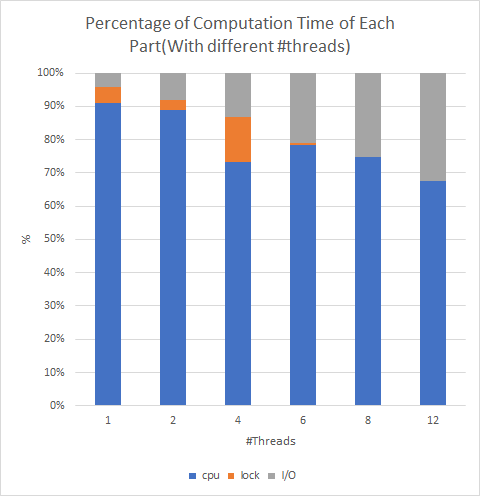 Percentage of Computation Time of Each
Part(With different #threads)
100%
90%
80%
70%
60%
50%
40%
30%
20%
10%
0%
%
1 2 4 6 8 12
#Threads
cpu lock I/O